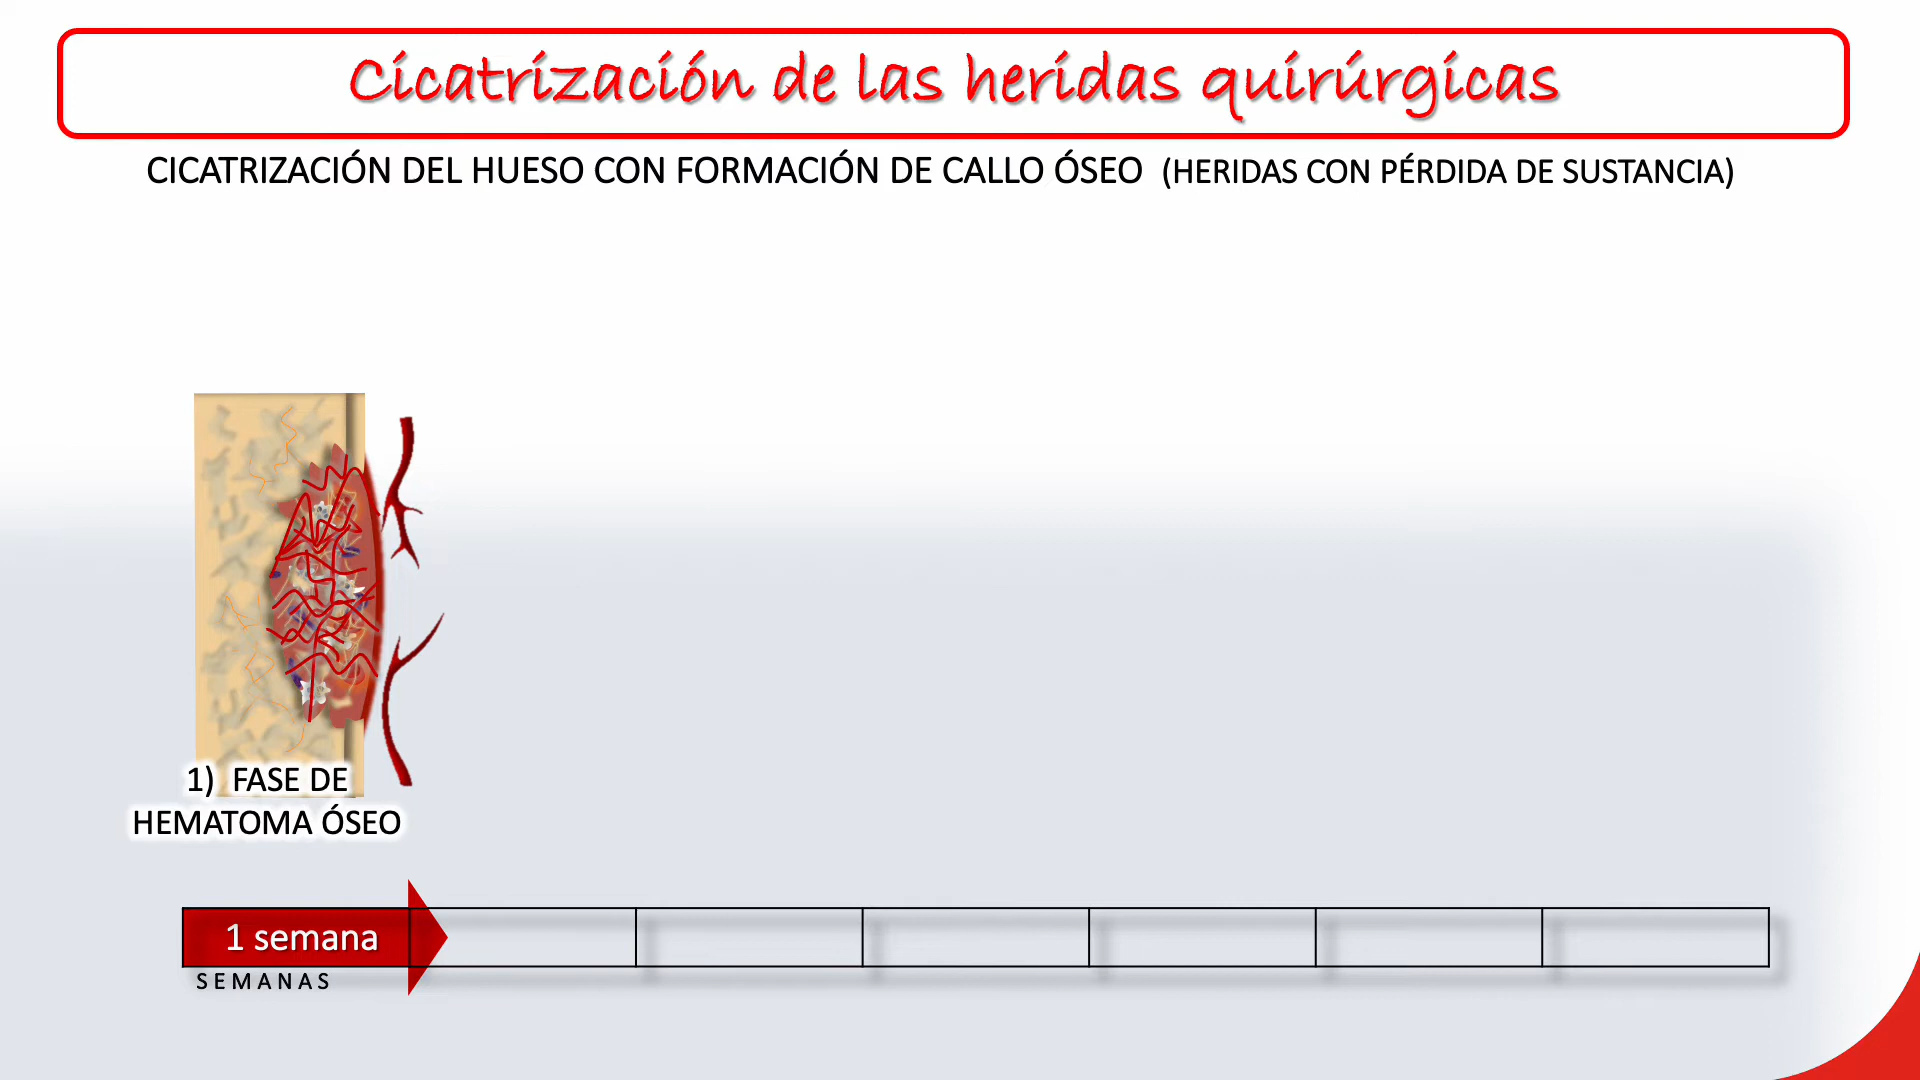 Cicatrización de las heridas quirúrgicas
CICATRIZACIÓN DEL HUESO CON FORMACIÓN DE CALLO ÓSEO (HERIDAS CON PÉRDIDA DE SUSTANCIA)
1) FASE DE
HEMATOMA ÓSEO
1 semana
SEMANAS